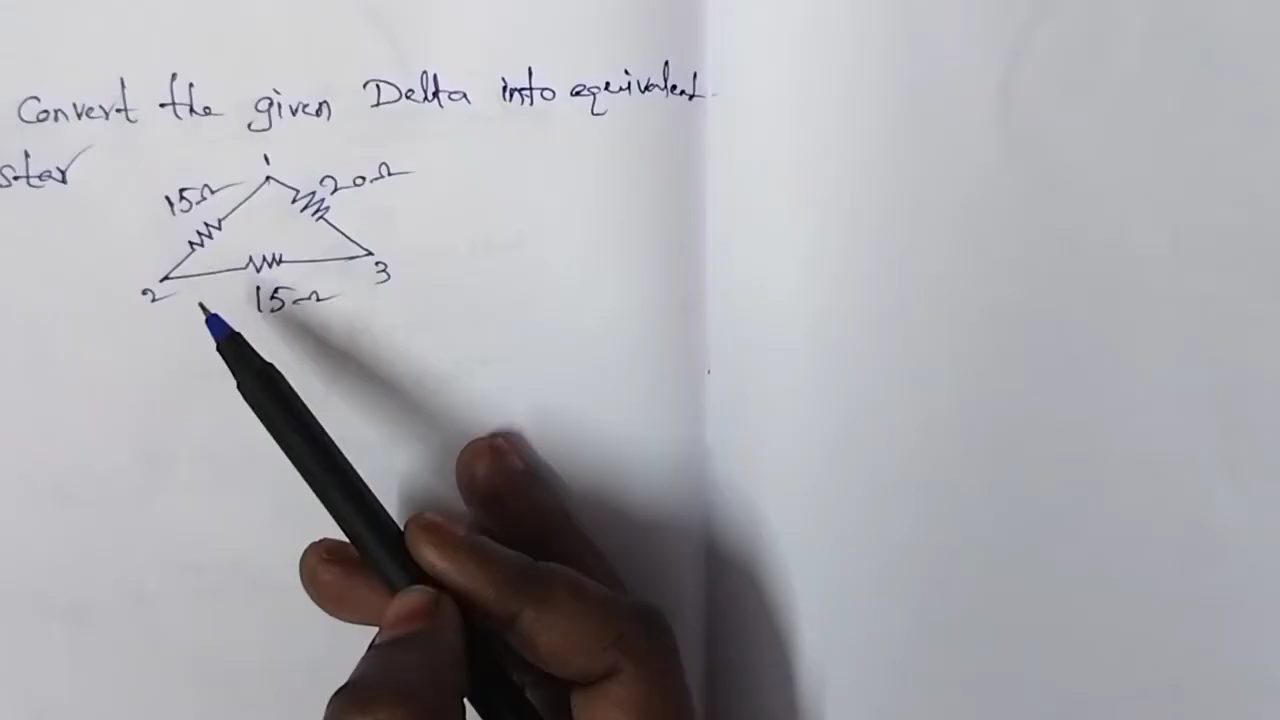 Convert the given Delta into equivalent
star
1
15Ω
20Ω
2
3
15Ω